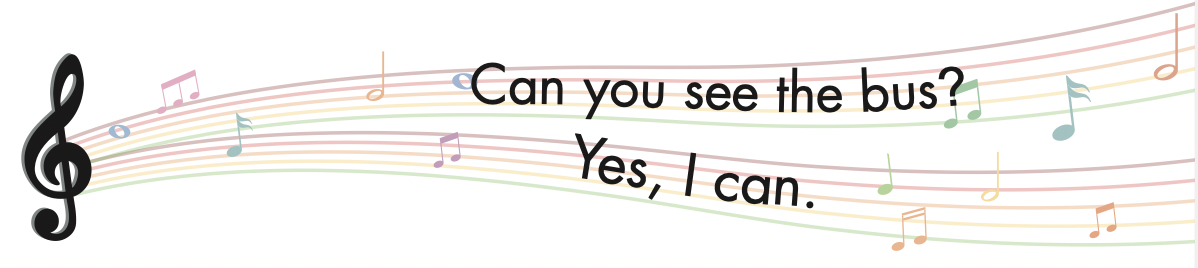 Can you see the bus?
Yes, I can.